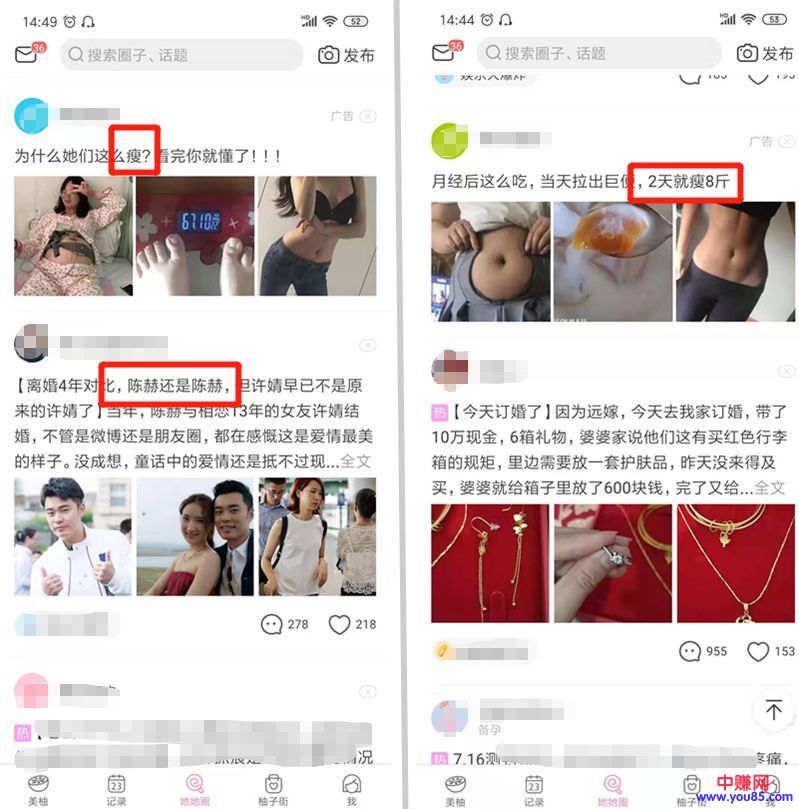 14:49
52
36
搜索圈子、话题
发布
广告
为什么她们这么瘦?看完你就懂了!!!
67.10
【离婚4年对比,陈赫还是陈赫,但许婧早已不是原
来的许婧了】当年,陈赫与相恋13年的女友许婧结
婚,不管是微博还是朋友圈,都在感慨这是爱情最美
的样子。没成想,童话中的爱情还是抵不过现...全文
278
218
热
情况
美柚
23
记录
她她圈
柚子街
我
14:44
53
36
搜索圈子、话题
发布
娱乐大爆炸
195
广告
月经后这么吃,当天拉出巨便,2天就瘦8斤
热【今天订婚了】因为远嫁,今天去我家订婚,带了
10万现金,6箱礼物,婆婆家说他们这有买红色行李
箱的规矩,里边需要放一套护肤品,昨天没来得及
买,婆婆就给箱子里放了600块钱,完了又给...全文
955
153
备孕
热 7.16
疼痛,
美柚
23
记录
她她圈
中赚网
www.you85.com